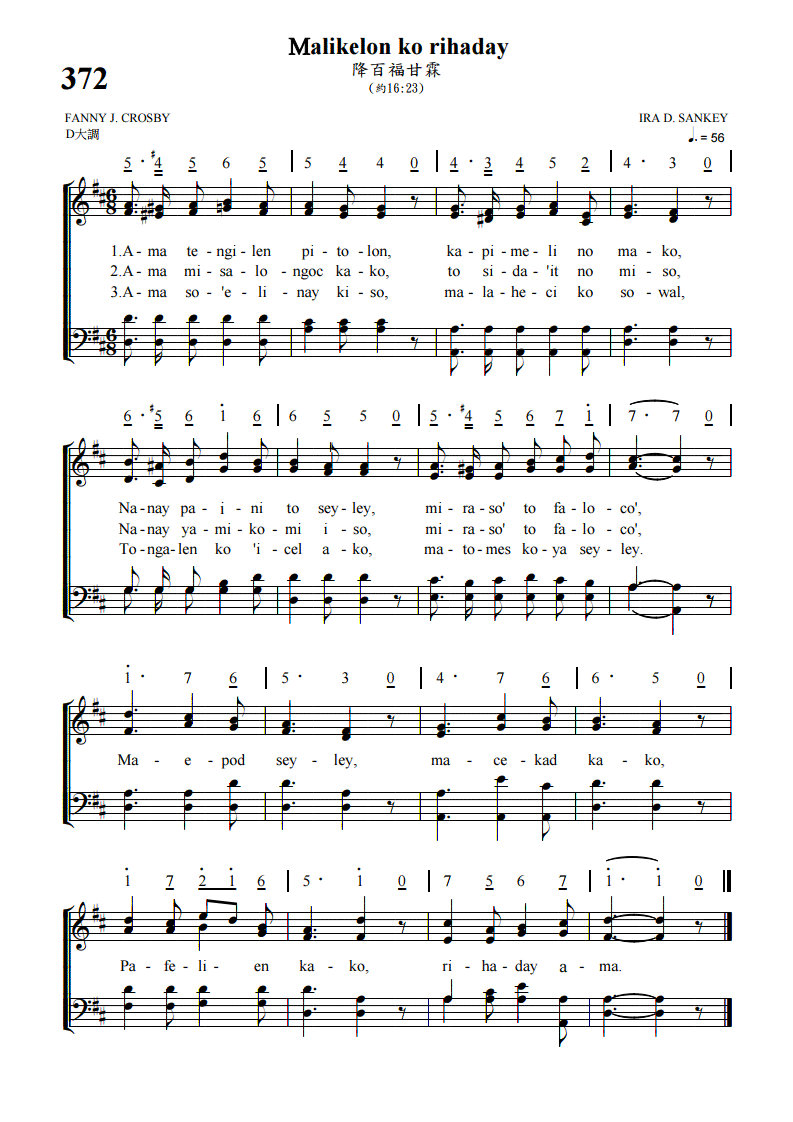 Malikelon ko rihaday
降百福甘霖
(約16:23)
372
FANNY J. CROSBY
IRA D. SANKEY
D大調
♩. = 56
5 · #4 5 6 5 | 5 4 4 0 | 4 · 3 4 5 2 | 4 · 3 0 |
1.A - ma te - ngi - len pi - to - lon, ka - pi - me - li no ma - ko,
2.A - ma mi - sa - lo - ngoc ka - ko, to si - da - 'it no mi - so,
3.A - ma so - 'e - li - nay ki - so, ma - la - he - ci ko so - wal,
6 · #5 6 i 6 | 6 5 5 0 | 5 · #4 5 6 7 i | 7 · 7 0 |
Na - nay pa - i - ni to sey - ley, mi - ra - so' to fa - lo - co',
Na - nay ya - mi - ko - mi i - so, mi - ra - so' to fa - lo - co',
To - nga - len ko 'i - cel a - ko, ma - to - mes ko - ya sey - ley.
i · 7 6 | 5 · 3 0 | 4 · 7 6 | 6 · 5 0 |
Ma - e - pod sey - ley, ma - ce - kad ka - ko,
i 7 2 · i 6 | 5 · i 0 | 7 5 6 7 | i · i 0 ||
Pa - fe - li - en ka - ko, ri - ha - day a - ma.